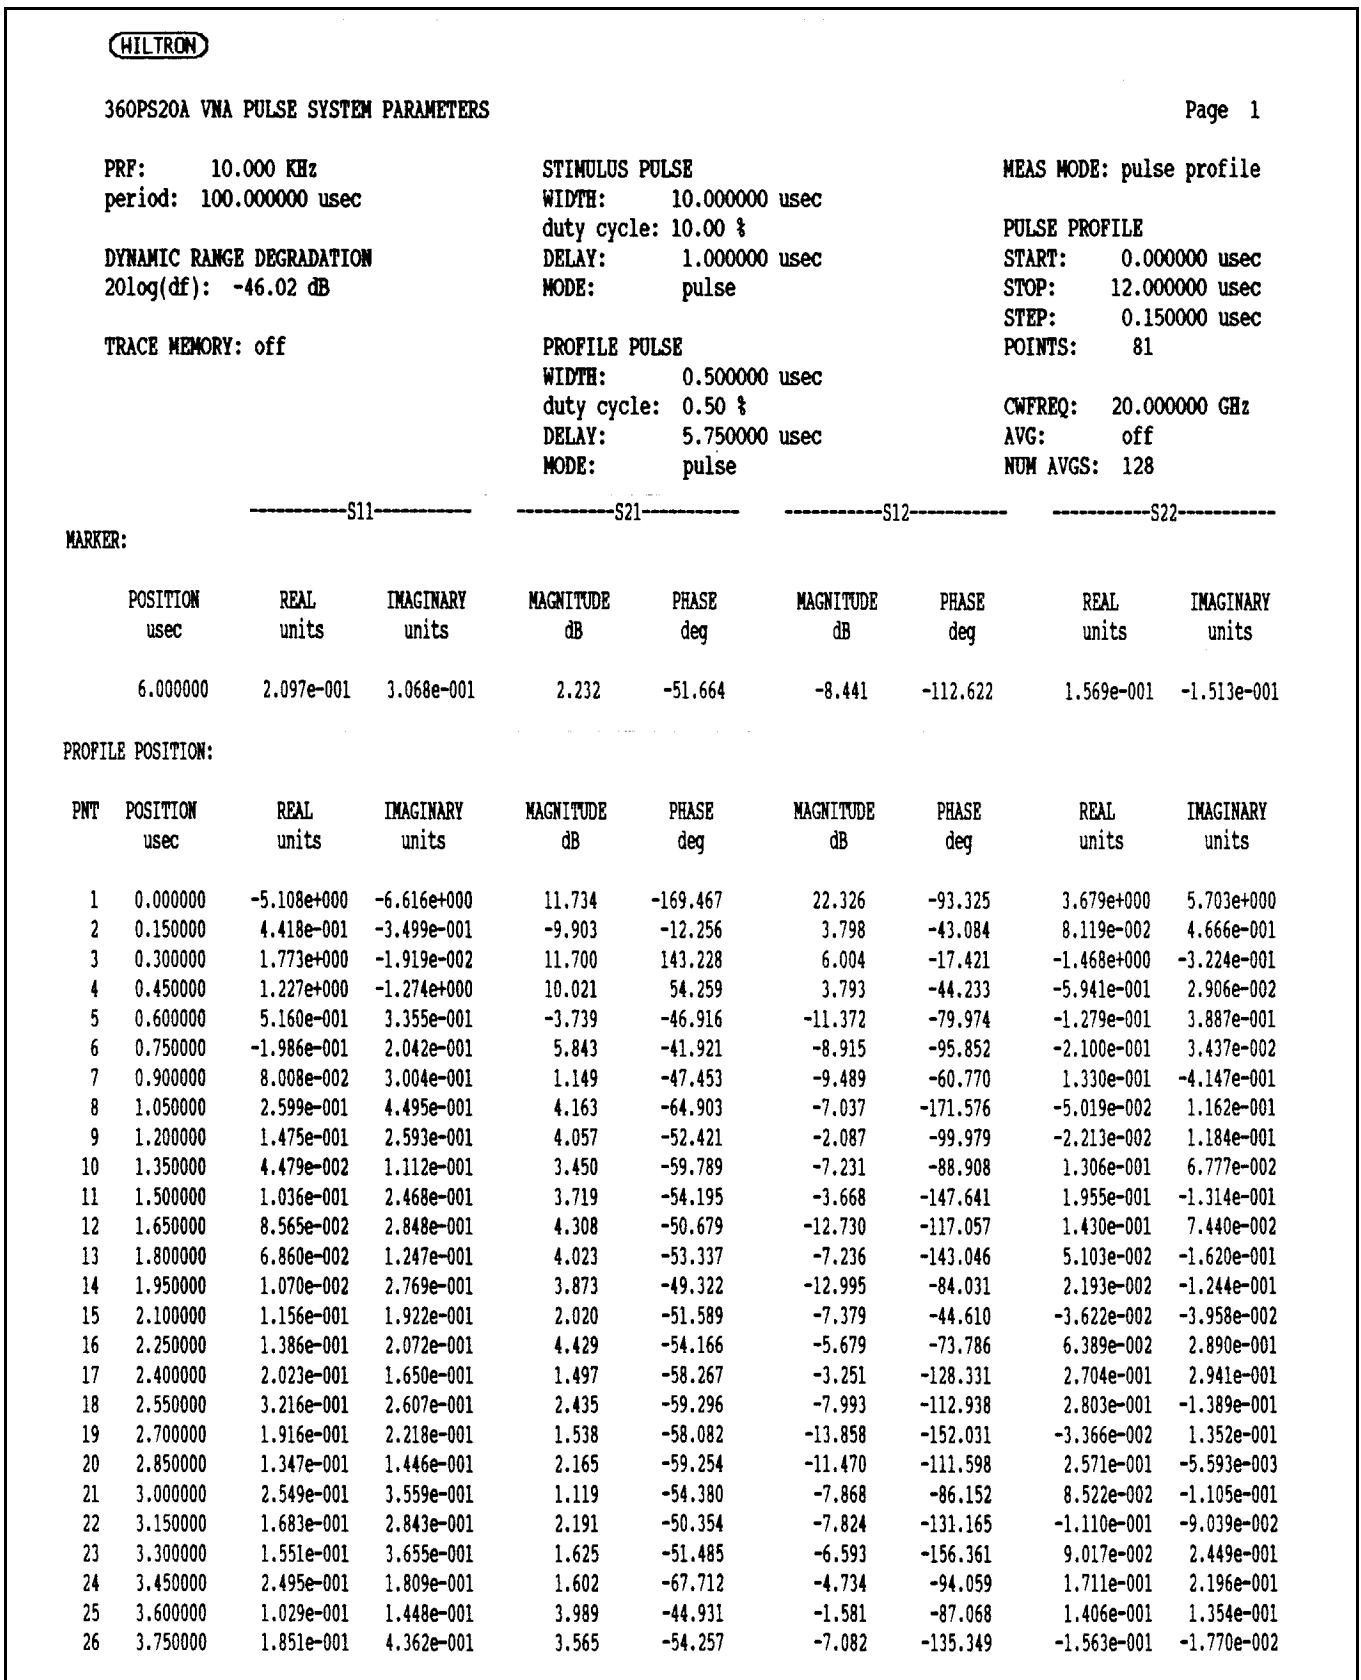 WILTRON
360PS20A VNA PULSE SYSTEM PARAMETERS Page 1
PRF: 10.000 KHz STIMULUS PULSE MEAS MODE: pulse profile
period: 100.000000 usec WIDTH: 10.000000 usec
duty cycle: 10.00 % PULSE PROFILE
DYNAMIC RANGE DEGRADATION DELAY: 1.000000 usec START: 0.000000 usec
20log(df): -46.02 dB MODE: pulse STOP: 12.000000 usec
STEP: 0.150000 usec
TRACE MEMORY: off PROFILE PULSE POINTS: 81
WIDTH: 0.500000 usec
duty cycle: 0.50 % CWFREQ: 20.000000 GHz
DELAY: 5.750000 usec AVG: off
MODE: pulse NUM AVGS: 128
-----------S11----------- -----------S21----------- -----------S12----------- -----------S22-----------
MARKER:
POSITION REAL IMAGINARY MAGNITUDE PHASE MAGNITUDE PHASE REAL IMAGINARY
usec units units dB deg dB deg units units
6.000000 2.097e-001 3.068e-001 2.232 -51.664 -8.441 -112.622 1.569e-001 -1.513e-001
PROFILE POSITION:
PNT POSITION REAL IMAGINARY MAGNITUDE PHASE MAGNITUDE PHASE REAL IMAGINARY
usec units units dB deg dB deg units units
1 0.000000 -5.108e+000 -6.616e+000 11.734 -169.467 22.326 -93.325 3.679e+000 5.703e+000
2 0.150000 4.418e-001 -3.499e-001 -9.903 -12.256 3.798 -43.084 8.119e-002 4.666e-001
3 0.300000 1.773e+000 -1.919e-002 11.700 143.228 6.004 -17.421 -1.468e+000 -3.224e-001
4 0.450000 1.227e+000 -1.274e+000 10.021 54.259 3.793 -44.233 -5.941e-001 2.906e-002
5 0.600000 5.160e-001 3.355e-001 -3.739 -46.916 -11.372 -79.974 -1.279e-001 3.887e-001
6 0.750000 -1.986e-001 2.042e-001 5.843 -41.921 -8.915 -95.852 -2.100e-001 3.437e-002
7 0.900000 8.008e-002 3.004e-001 1.149 -47.453 -9.489 -60.770 1.330e-001 -4.147e-001
8 1.050000 2.599e-001 4.495e-001 4.163 -64.903 -7.037 -171.576 -5.019e-002 1.162e-001
9 1.200000 1.475e-001 2.593e-001 4.057 -52.421 -2.087 -99.979 -2.213e-002 1.184e-001
10 1.350000 4.479e-002 1.112e-001 3.450 -59.789 -7.231 -88.908 1.306e-001 6.777e-002
11 1.500000 1.036e-001 2.468e-001 3.719 -54.195 -3.668 -147.641 1.955e-001 -1.314e-001
12 1.650000 8.565e-002 2.848e-001 4.308 -50.679 -12.730 -117.057 1.430e-001 7.440e-002
13 1.800000 6.860e-002 1.247e-001 4.023 -53.337 -7.236 -143.046 5.103e-002 -1.620e-001
14 1.950000 1.070e-002 2.769e-001 3.873 -49.322 -12.995 -84.031 2.193e-002 -1.244e-001
15 2.100000 1.156e-001 1.922e-001 2.020 -51.589 -7.379 -44.610 -3.622e-002 -3.958e-002
16 2.250000 1.386e-001 2.072e-001 4.429 -54.166 -5.679 -73.786 6.389e-002 2.890e-001
17 2.400000 2.023e-001 1.650e-001 1.497 -58.267 -3.251 -128.331 2.704e-001 2.941e-001
18 2.550000 3.216e-001 2.607e-001 2.435 -59.296 -7.993 -112.938 2.803e-001 -1.389e-001
19 2.700000 1.916e-001 2.218e-001 1.538 -58.082 -13.858 -152.031 -3.366e-002 1.352e-001
20 2.850000 1.347e-001 1.446e-001 2.165 -59.254 -11.470 -111.598 2.571e-001 -5.593e-003
21 3.000000 2.549e-001 3.559e-001 1.119 -54.380 -7.868 -86.152 8.522e-002 -1.105e-001
22 3.150000 1.683e-001 2.843e-001 2.191 -50.354 -7.824 -131.165 -1.110e-001 -9.039e-002
23 3.300000 1.551e-001 3.655e-001 1.625 -51.485 -6.593 -156.361 9.017e-002 2.449e-001
24 3.450000 2.495e-001 1.809e-001 1.602 -67.712 -4.734 -94.059 1.711e-001 2.196e-001
25 3.600000 1.029e-001 1.448e-001 3.989 -44.931 -1.581 -87.068 1.406e-001 1.354e-001
26 3.750000 1.851e-001 4.362e-001 3.565 -54.257 -7.082 -135.349 -1.563e-001 -1.770e-002